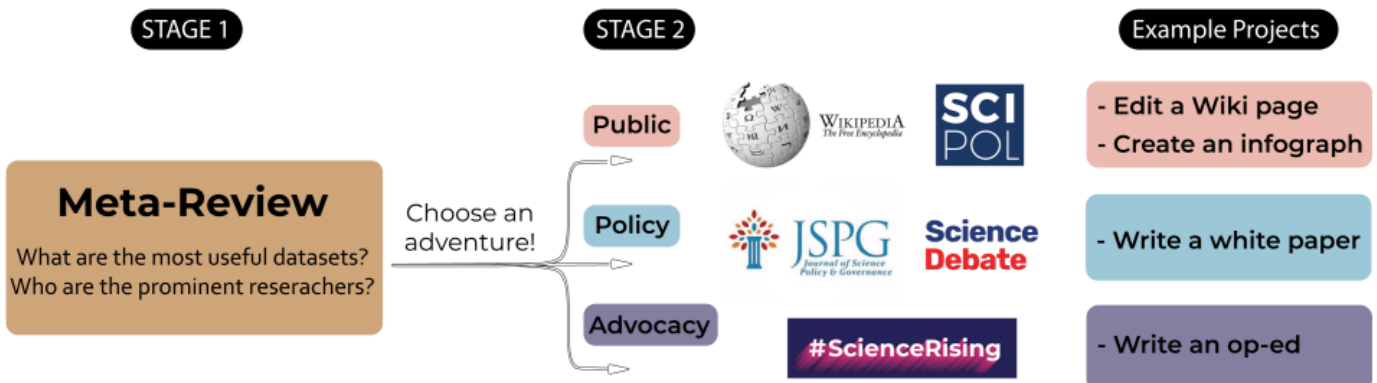 STAGE 1
STAGE 2
Example Projects
Meta-Review
What are the most useful datasets?
Who are the prominent reserachers?
Choose an
adventure!
Public
WIKIPEDIA
The Free Encyclopedia
SCI
POL
- Edit a Wiki page
- Create an infograph
Policy
JSPG
Journal of Science
Policy & Governance
Science
Debate
- Write a white paper
Advocacy
#ScienceRising
- Write an op-ed